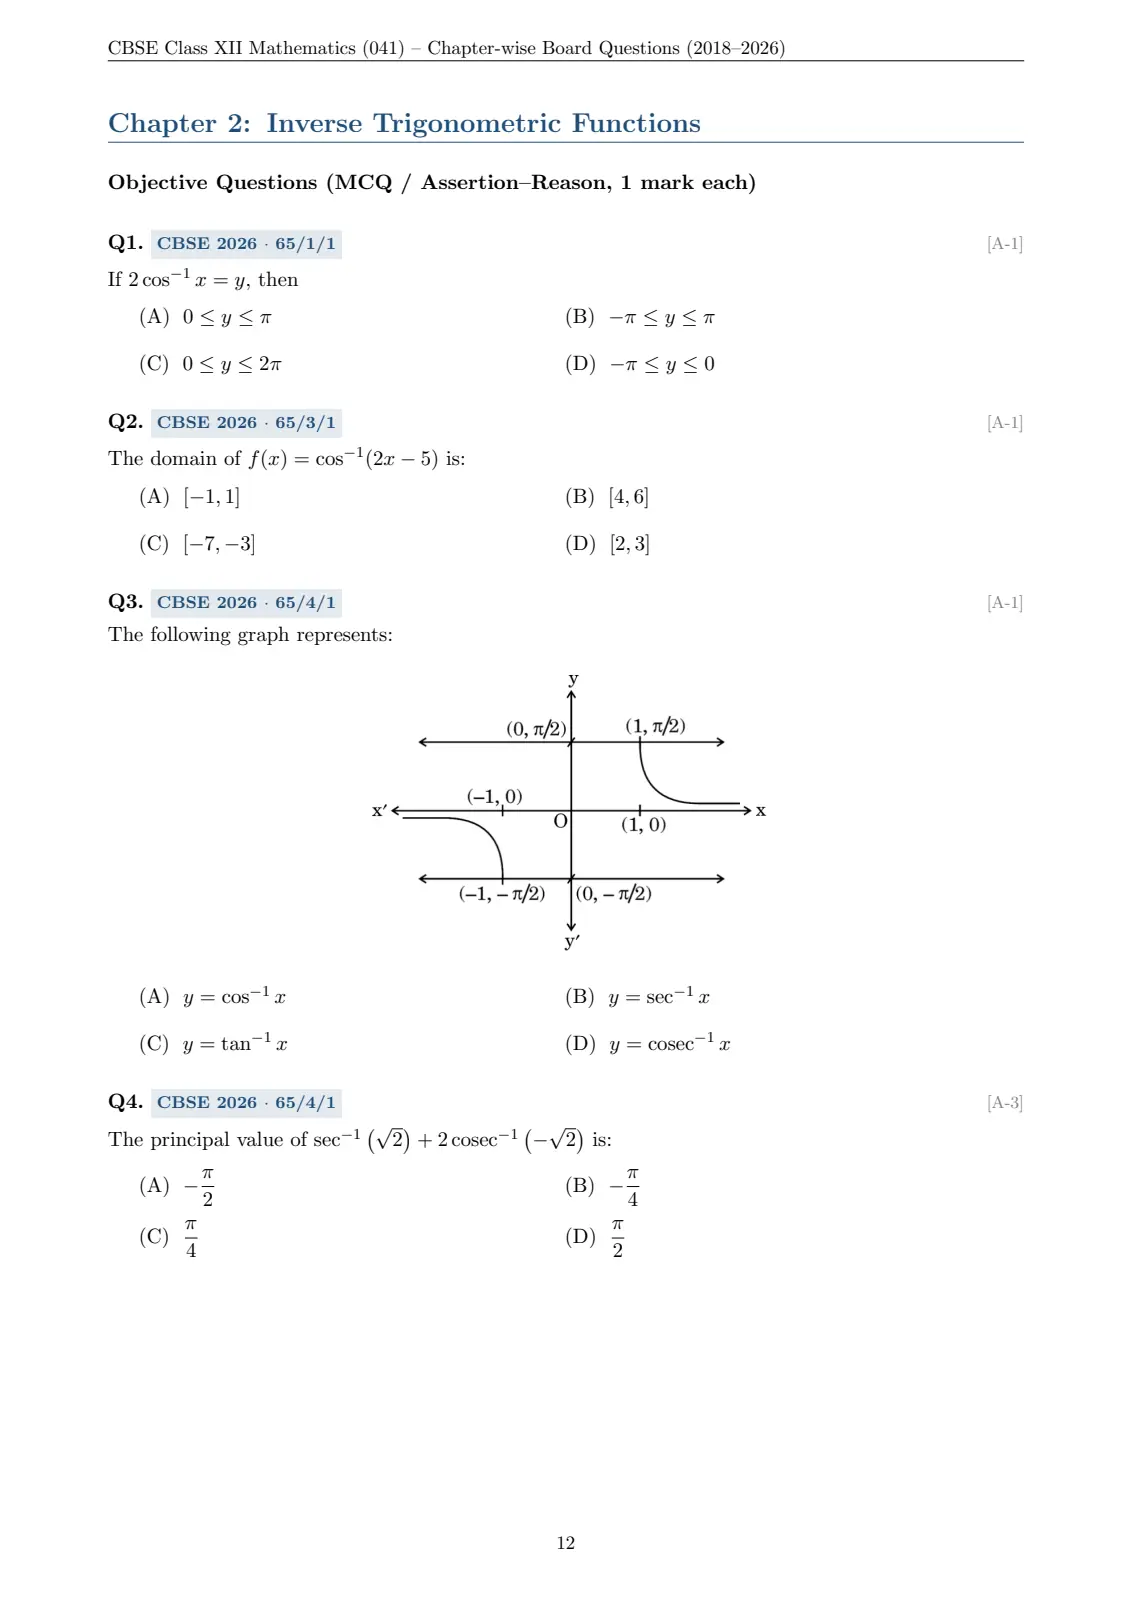 CBSE Class XII Mathematics (041) – Chapter-wise Board Questions (2018–2026)
Chapter 2: Inverse Trigonometric Functions
Objective Questions (MCQ / Assertion–Reason, 1 mark each)
Q1. CBSE 2026 · 65/1/1 [A-1]
If 2 cos⁻¹ x = y, then
(A) 0 ≤ y ≤ π (B) −π ≤ y ≤ π
(C) 0 ≤ y ≤ 2π (D) −π ≤ y ≤ 0
Q2. CBSE 2026 · 65/3/1 [A-1]
The domain of f(x) = cos⁻¹(2x − 5) is:
(A) [−1, 1] (B) [4, 6]
(C) [−7, −3] (D) [2, 3]
Q3. CBSE 2026 · 65/4/1 [A-1]
The following graph represents:
y
(0, π/2) (1, π/2)
(–1, 0)
x′ x
O (1, 0)
(–1, – π/2) (0, – π/2)
y′
(A) y = cos⁻¹ x (B) y = sec⁻¹ x
(C) y = tan⁻¹ x (D) y = cosec⁻¹ x
Q4. CBSE 2026 · 65/4/1 [A-3]
The principal value of sec⁻¹ (√2) + 2 cosec⁻¹ (−√2) is:
(A) −π/2 (B) −π/4
(C) π/4 (D) π/2
12